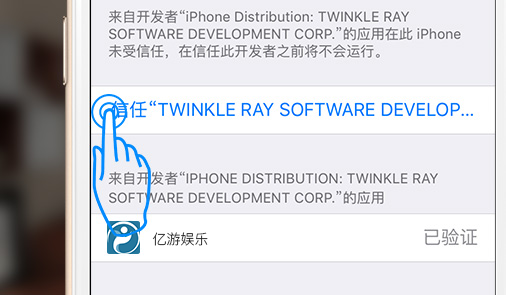 来自开发者“iPhone Distribution: TWINKLE RAY
SOFTWARE DEVELOPMENT CORP.”的应用在此 iPhone
未受信任，在信任此开发者之前将不会运行。
信任“TWINKLE RAY SOFTWARE DEVELOP...
来自开发者“IPHONE DISTRIBUTION: TWINKLE RAY
SOFTWARE DEVELOPMENT CORP.”的应用
亿游娱乐 已验证